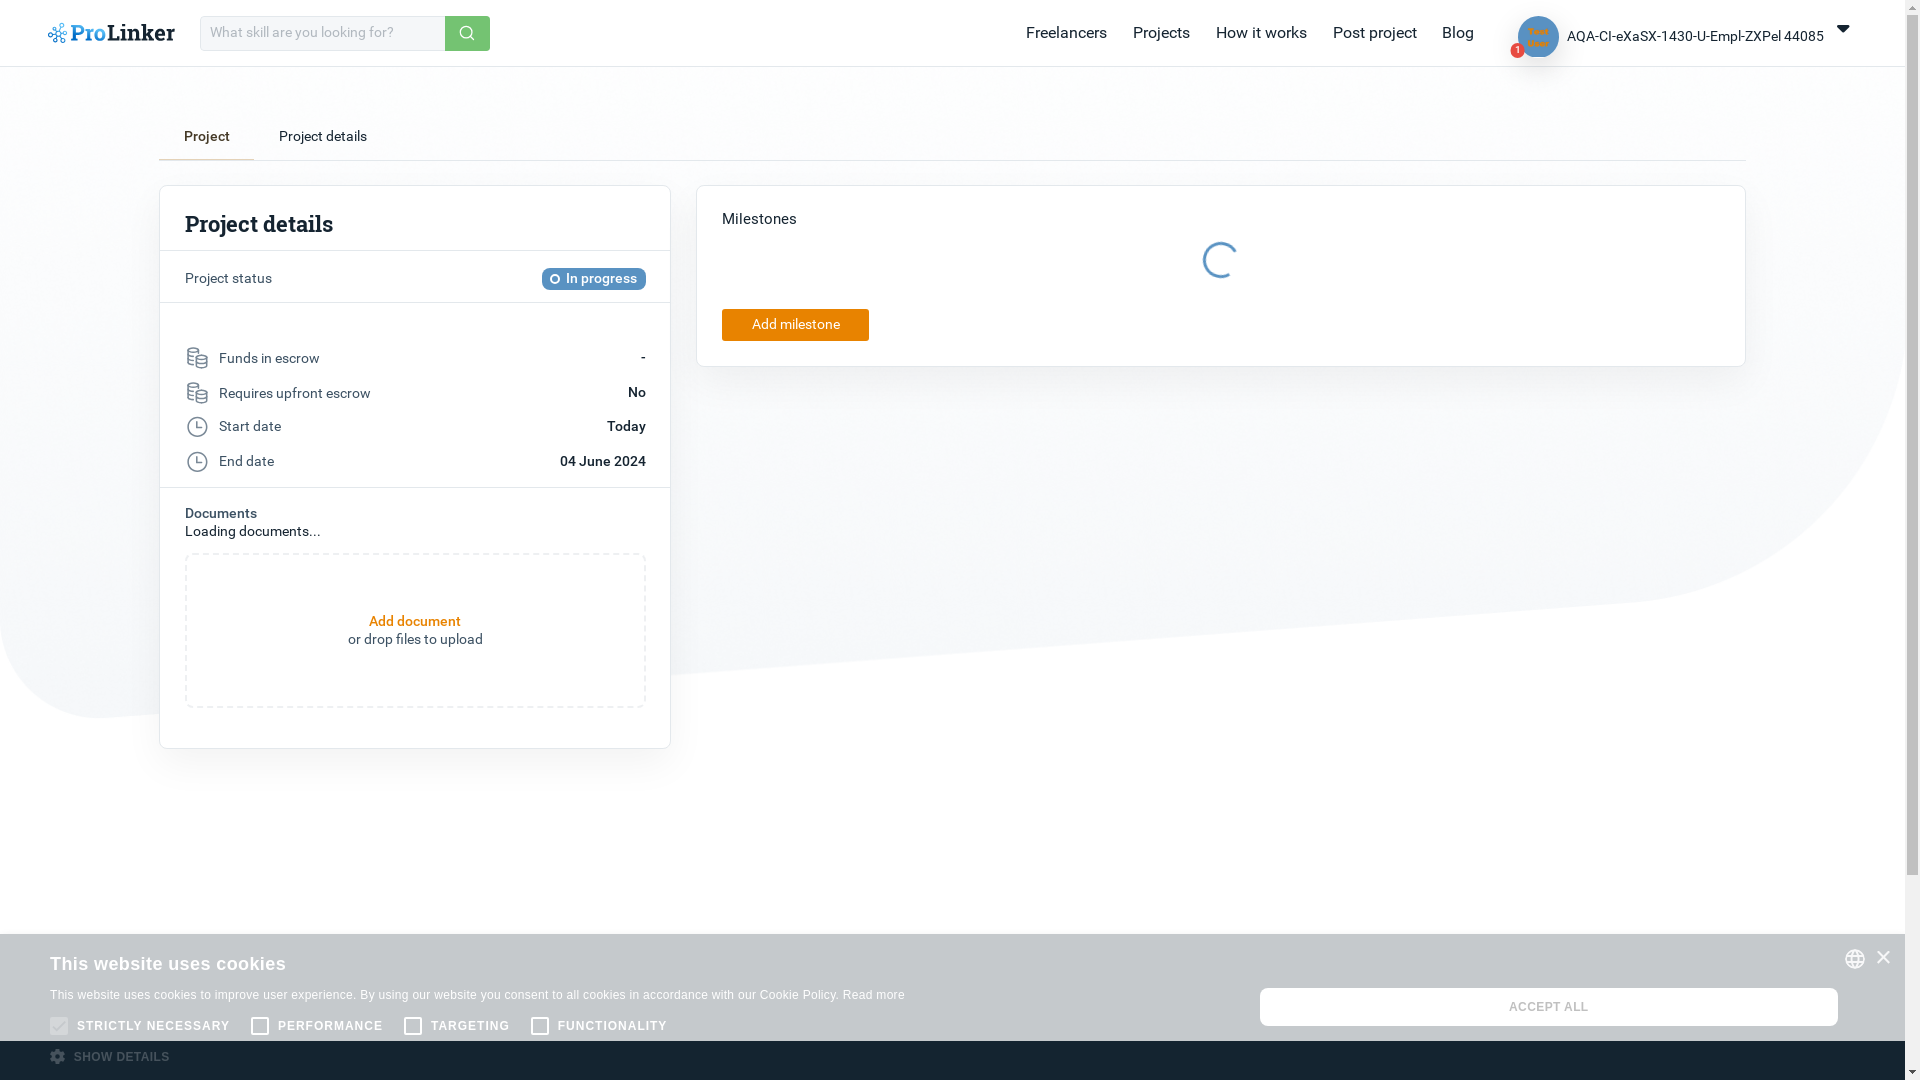 ProLinker
What skill are you looking for?
Freelancers
Projects
How it works
Post project
Blog
Test
User
1
AQA-CI-eXaSX-1430-U-Empl-ZXPel 44085
Project
Project details
Project details
Project status
In progress
Funds in escrow
-
Requires upfront escrow
No
Start date
Today
End date
04 June 2024
Documents
Loading documents...
Add document
or drop files to upload
Milestones
Add milestone
This website uses cookies
This website uses cookies to improve user experience. By using our website you consent to all cookies in accordance with our Cookie Policy. Read more
STRICTLY NECESSARY
PERFORMANCE
TARGETING
FUNCTIONALITY
SHOW DETAILS
ACCEPT ALL